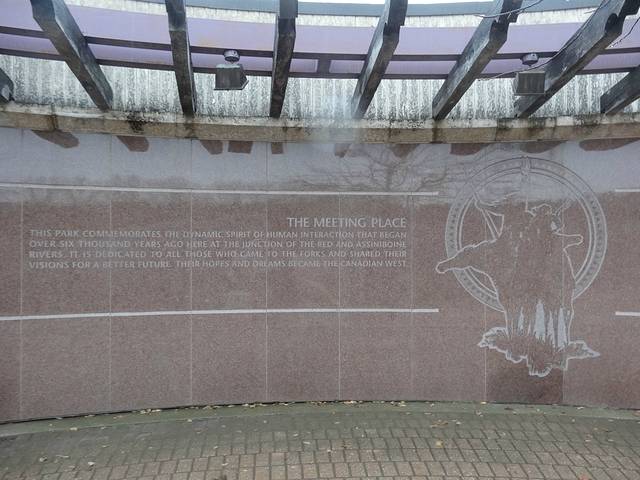 THE MEETING PLACE
THIS PARK COMMEMORATES THE DYNAMIC SPIRIT OF HUMAN INTERACTION THAT BEGAN
OVER SIX THOUSAND YEARS AGO HERE AT THE JUNCTION OF THE RED AND ASSINIBOINE
RIVERS. IT IS DEDICATED TO ALL THOSE WHO CAME TO THE FORKS AND SHARED THEIR
VISIONS FOR A BETTER FUTURE. THEIR HOPES AND DREAMS BECAME THE CANADIAN WEST.